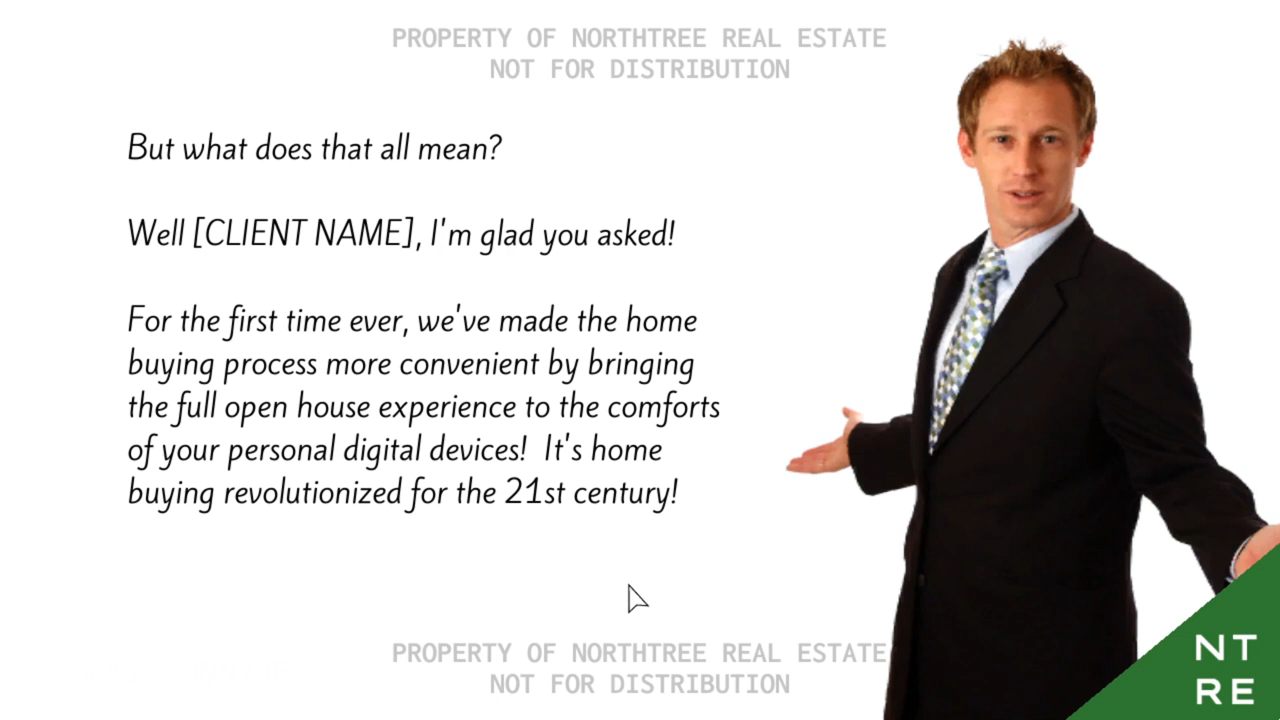 PROPERTY OF NORTHTREE REAL ESTATE
NOT FOR DISTRIBUTION
But what does that all mean?
Well [CLIENT NAME], I'm glad you asked!
For the first time ever, we've made the home
buying process more convenient by bringing
the full open house experience to the comforts
of your personal digital devices!  It's home
buying revolutionized for the 21st century!
PROPERTY OF NORTHTREE REAL ESTATE
NOT FOR DISTRIBUTION
NT
RE